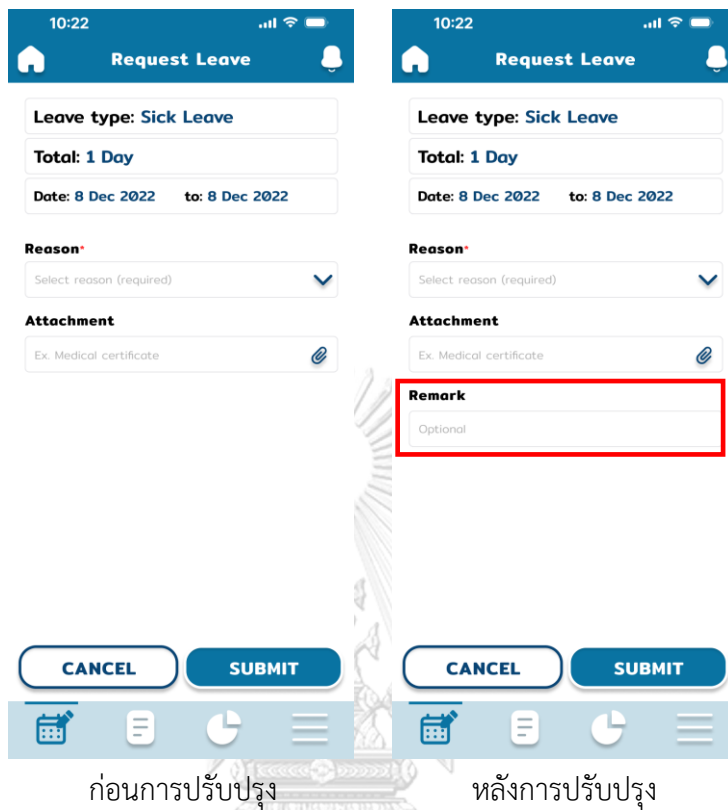 10:22
Request Leave
Leave type: Sick Leave
Total: 1 Day
Date: 8 Dec 2022 to: 8 Dec 2022
Reason*
Select reason (required)
Attachment
Ex. Medical certificate
CANCEL SUBMIT
ก่อนการปรับปรุง
10:22
Request Leave
Leave type: Sick Leave
Total: 1 Day
Date: 8 Dec 2022 to: 8 Dec 2022
Reason*
Select reason (required)
Attachment
Ex. Medical certificate
Remark
Optional
CANCEL SUBMIT
หลังการปรับปรุง